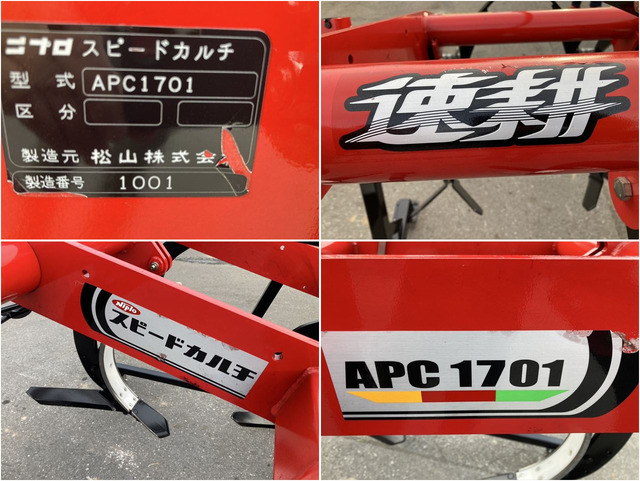 ニプロ スピードカルチ
型式 APC1701
区分
製造元 松山株式会
製造番号 1001
速耕
Niplo
スピードカルチ
APC 1701